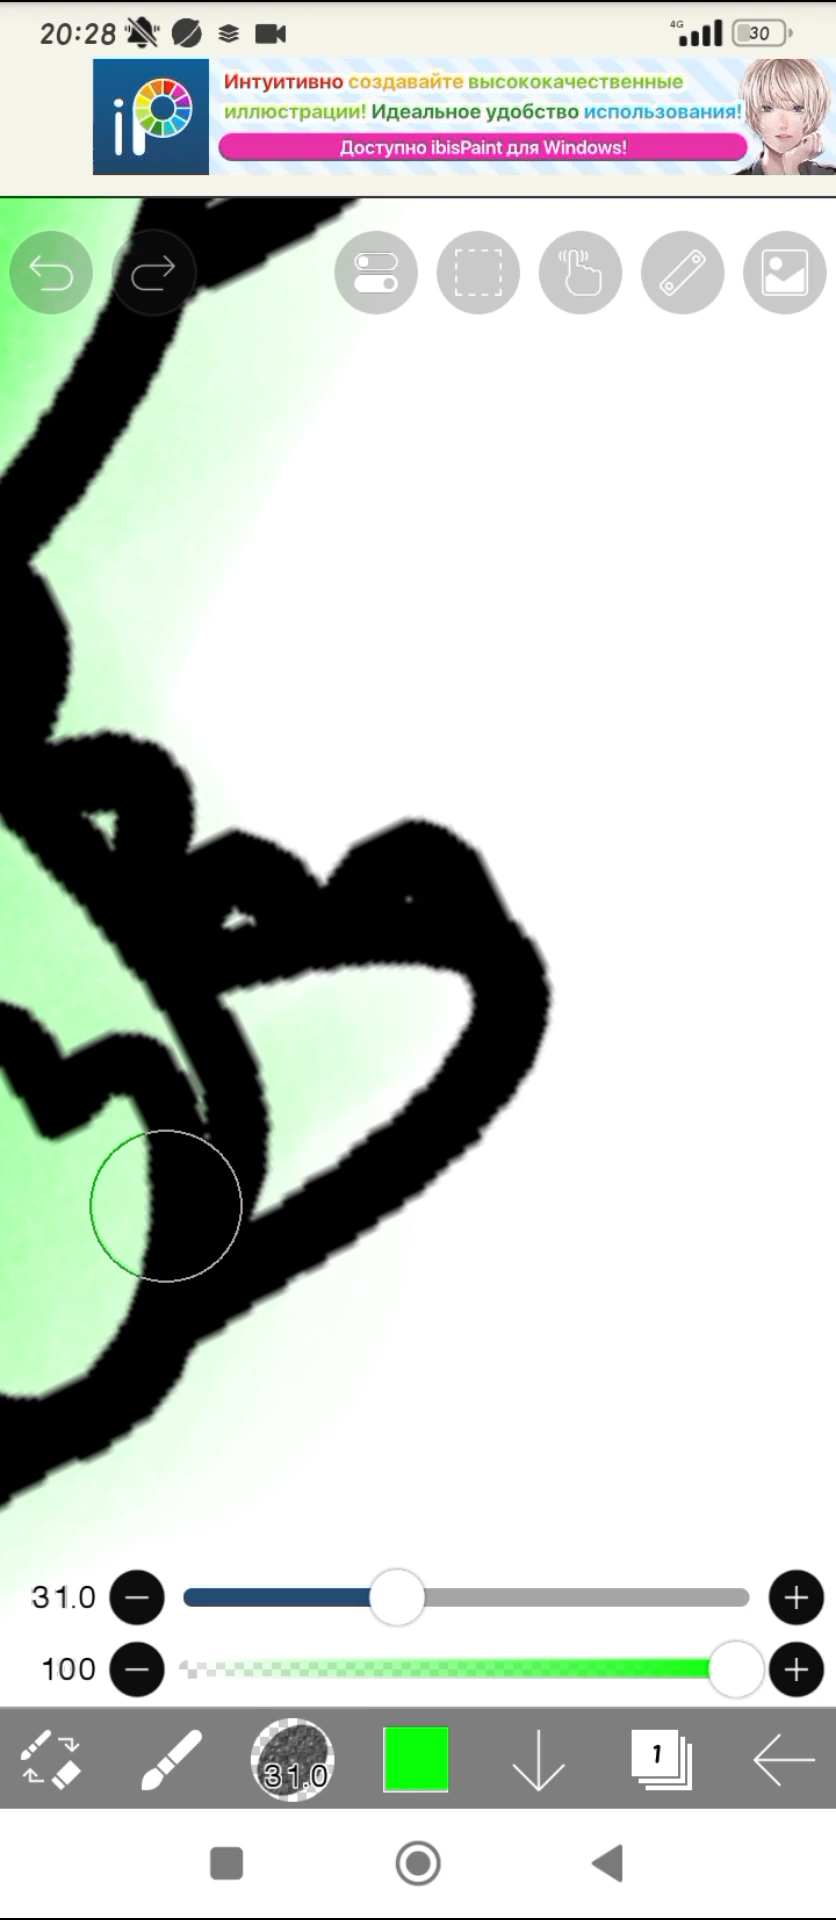 20:28
4G
30
iP
Интуитивно создавайте высококачественные
иллюстрации! Идеальное удобство использования!
Доступно ibisPaint для Windows!
31.0
100
31.0
1